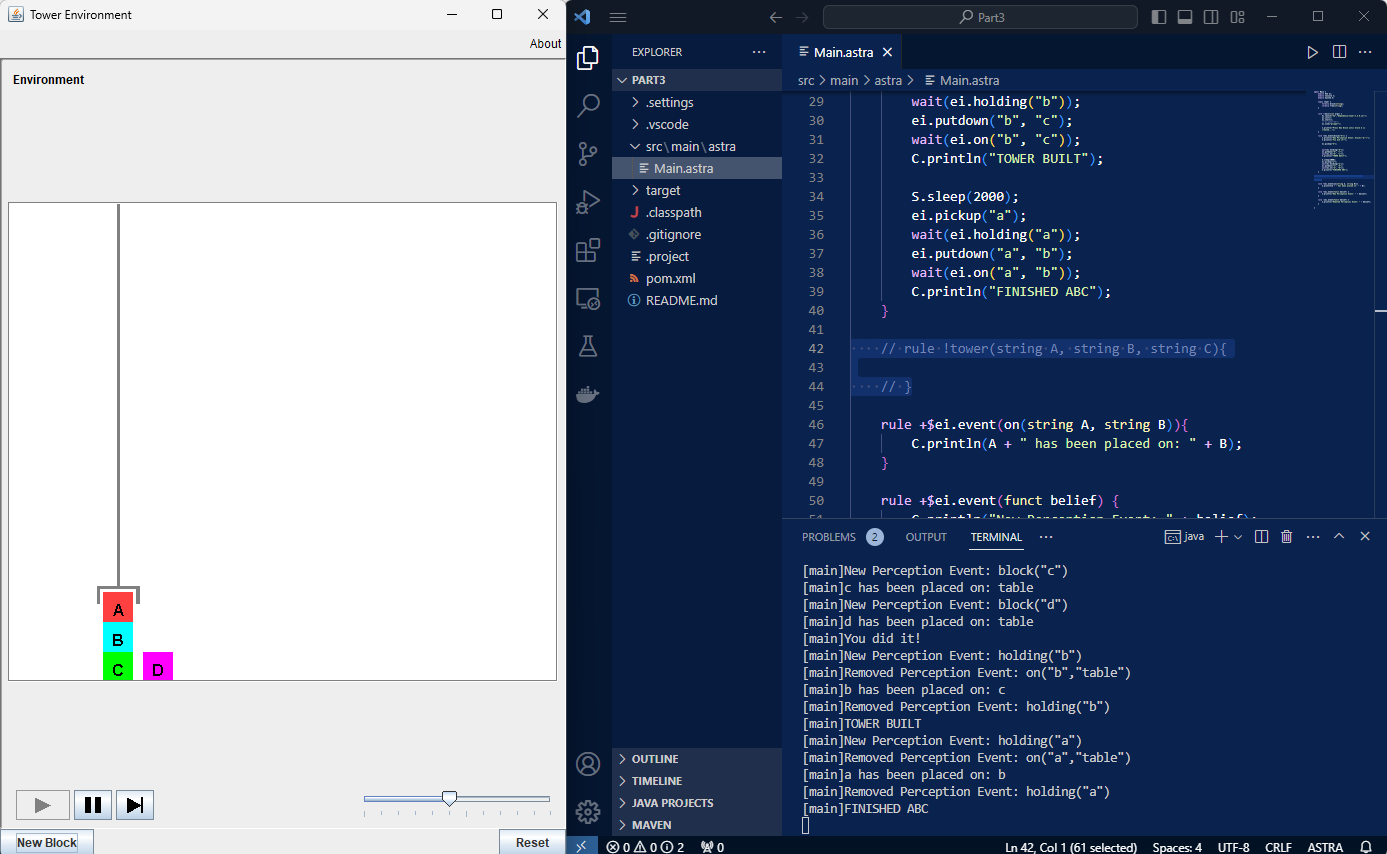 Tower Environment
About
Environment
A
B
C
D
New Block
Reset
Part3
EXPLORER
PART3
.settings
.vscode
src\main\astra
Main.astra
target
.classpath
.gitignore
.project
pom.xml
README.md
OUTLINE
TIMELINE
JAVA PROJECTS
MAVEN
Main.astra
src > main > astra > Main.astra
29 wait(ei.holding("b"));
30 ei.putdown("b", "c");
31 wait(ei.on("b", "c"));
32 C.println("TOWER BUILT");
33
34 S.sleep(2000);
35 ei.pickup("a");
36 wait(ei.holding("a"));
37 ei.putdown("a", "b");
38 wait(ei.on("a", "b"));
39 C.println("FINISHED ABC");
40 }
41
42 // rule !tower(string A, string B, string C){
43
44 // }
45
46 rule +$ei.event(on(string A, string B)){
47 C.println(A + " has been placed on: " + B);
48 }
49
50 rule +$ei.event(funct belief) {
51 C.println("New Perception Event: " + belief);
PROBLEMS 2 OUTPUT TERMINAL java
[main]New Perception Event: block("c")
[main]c has been placed on: table
[main]New Perception Event: block("d")
[main]d has been placed on: table
[main]You did it!
[main]New Perception Event: holding("b")
[main]Removed Perception Event: on("b","table")
[main]b has been placed on: c
[main]Removed Perception Event: holding("b")
[main]TOWER BUILT
[main]New Perception Event: holding("a")
[main]Removed Perception Event: on("a","table")
[main]a has been placed on: b
[main]Removed Perception Event: holding("a")
[main]FINISHED ABC
0 0 2 0 Ln 42, Col 1 (61 selected) Spaces: 4 UTF-8 CRLF ASTRA